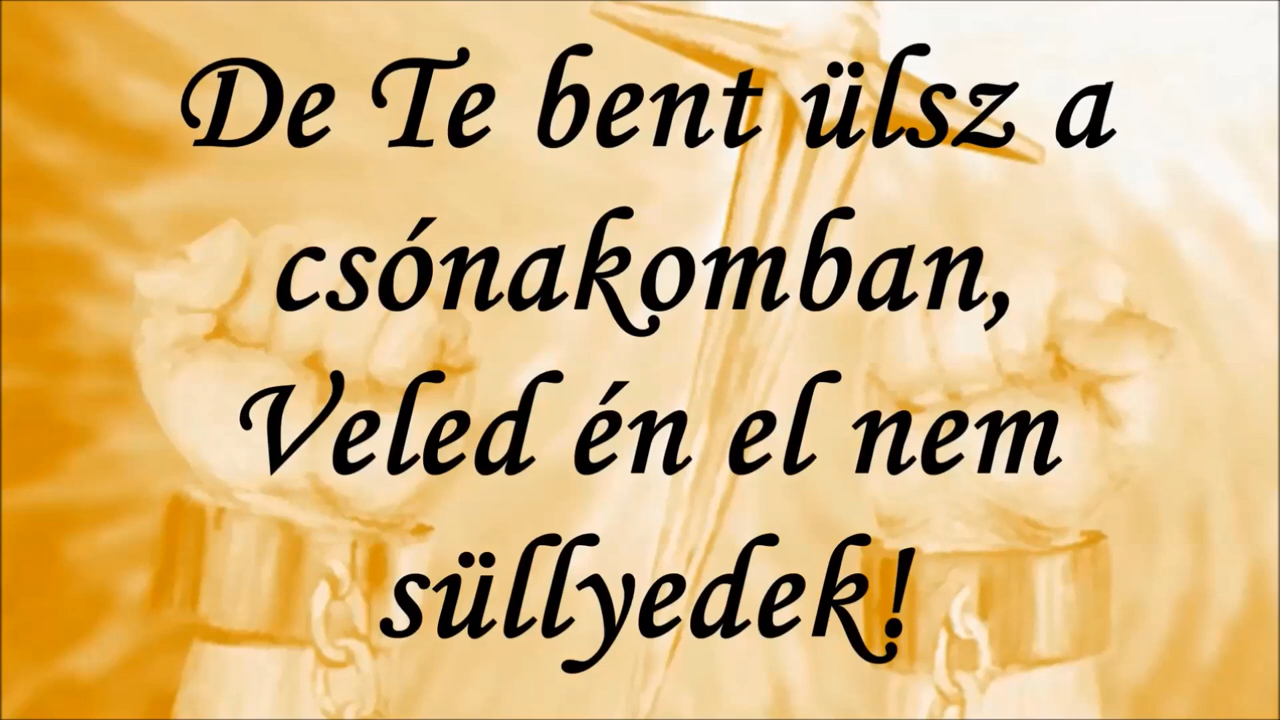 De Te bent ülsz a
csónakomban,
Veled én el nem
süllyedek!